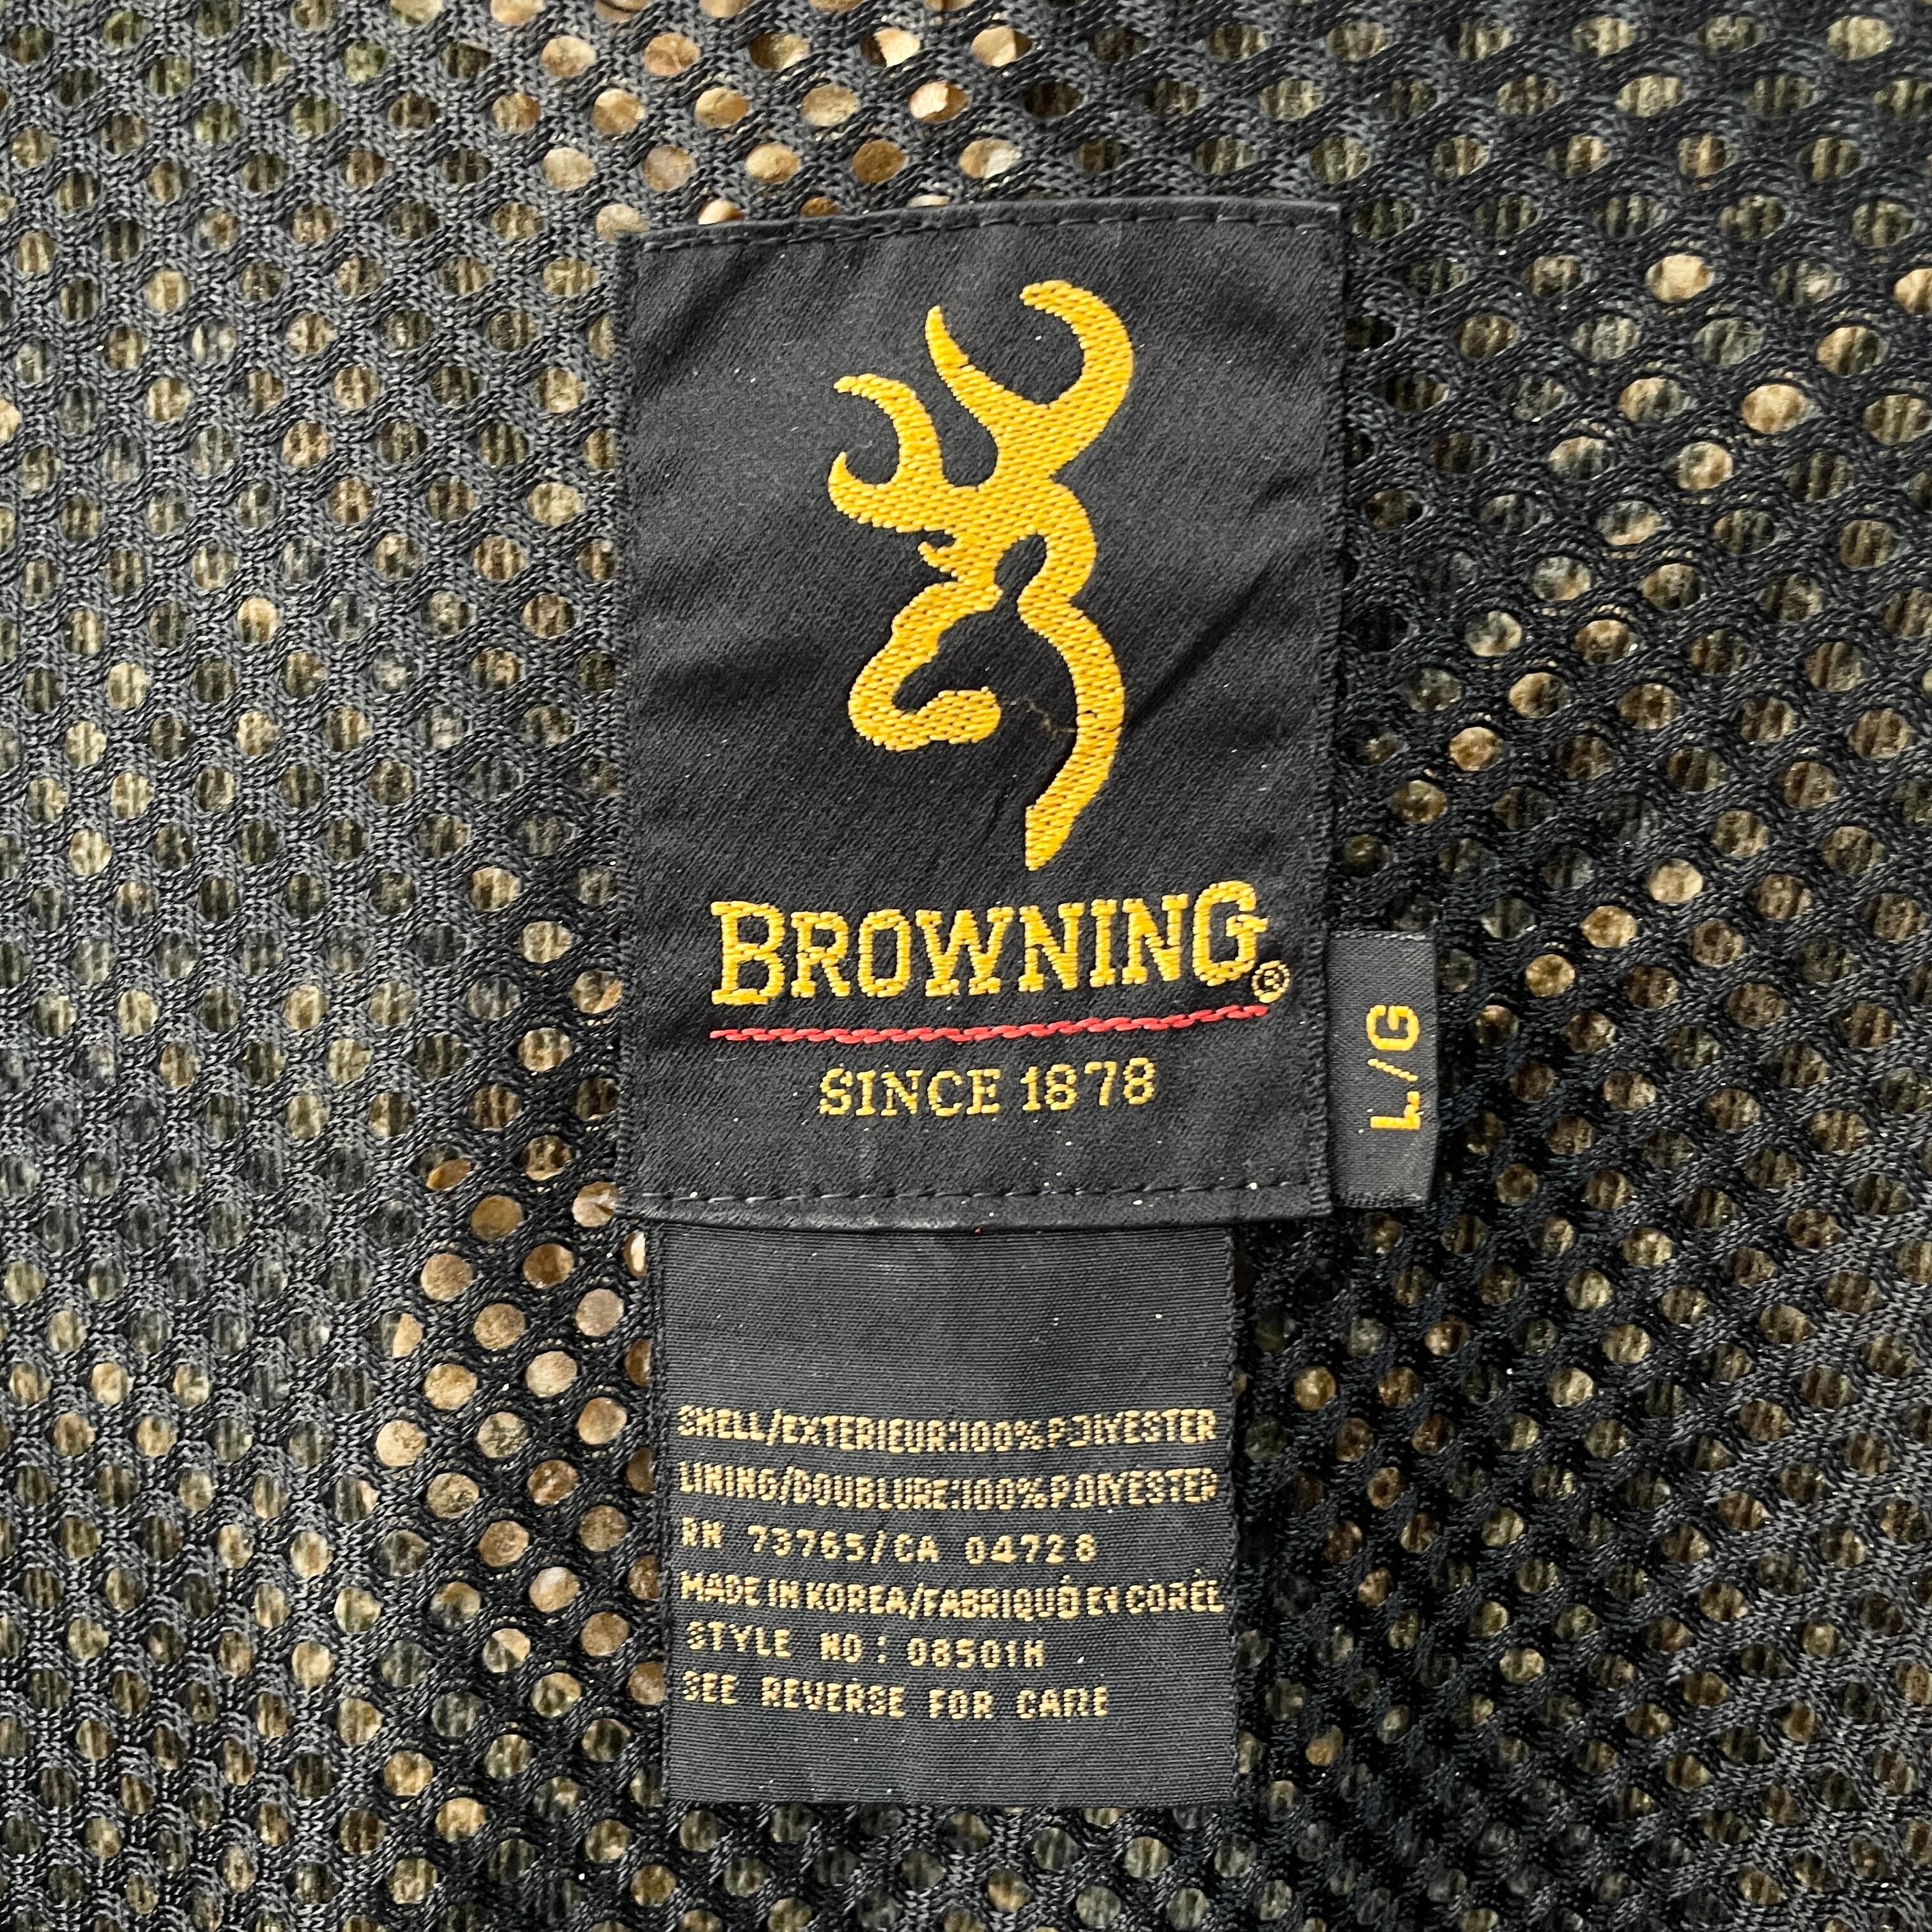 BROWNING®
SINCE 1878
L/G
SHELL/EXTERIEUR:100%POLYESTER
LINING/DOUBLURE:100%POLYESTER
RN 73765/CA 04728
MADE IN KOREA/FABRIQUÉ EN CORÉE
STYLE NO: 08501H
SEE REVERSE FOR CARE